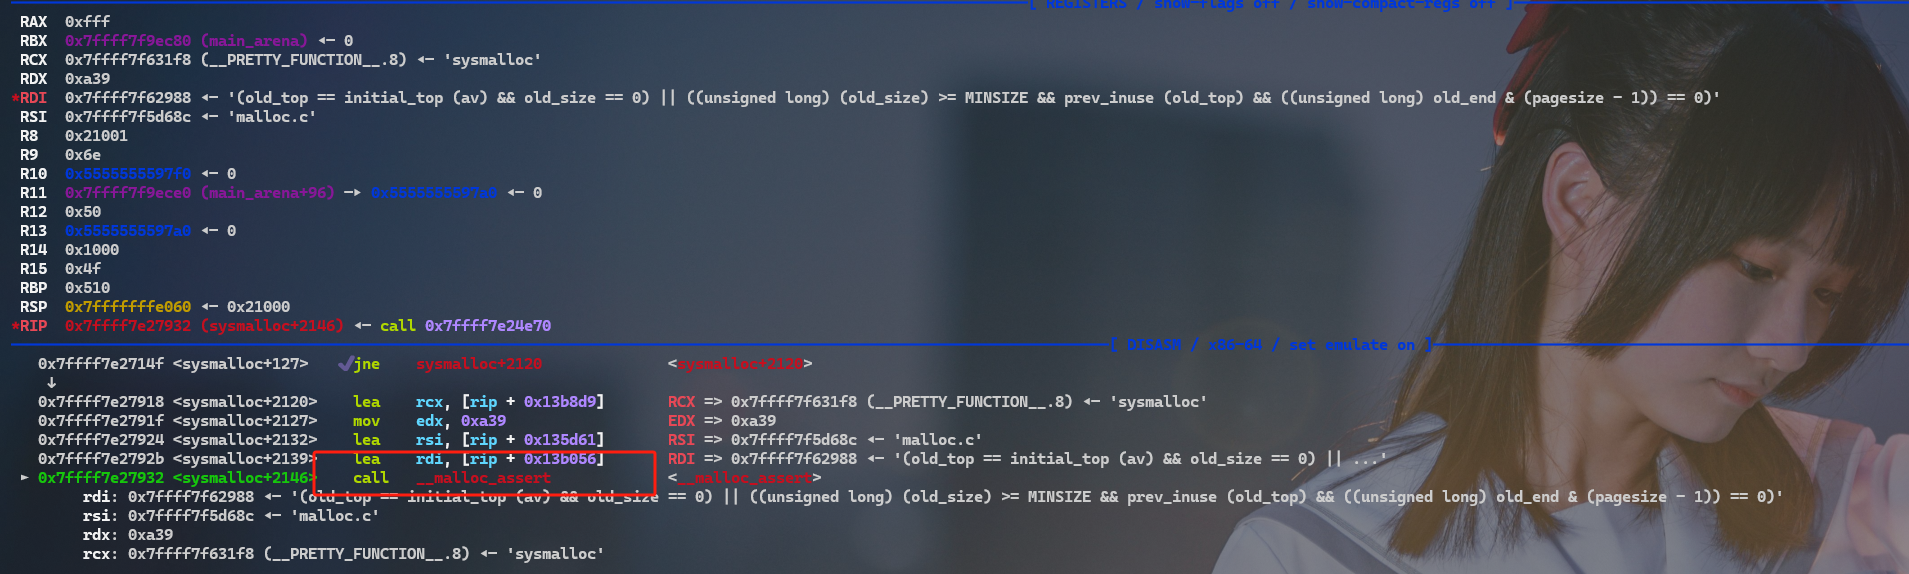 [ REGISTERS / show-flags off / show-compact-regs off ]
RAX 0xfff
RBX 0x7ffff7f9ec80 (main_arena) ◂— 0
RCX 0x7ffff7f631f8 (__PRETTY_FUNCTION__.8) ◂— 'sysmalloc'
RDX 0xa39
*RDI 0x7ffff7f62988 ◂— '(old_top == initial_top (av) && old_size == 0) || ((unsigned long) (old_size) >= MINSIZE && prev_inuse (old_top) && ((unsigned long) old_end & (pagesize - 1)) == 0)'
RSI 0x7ffff7f5d68c ◂— 'malloc.c'
R8 0x21001
R9 0x6e
R10 0x5555555597f0 ◂— 0
R11 0x7ffff7f9ece0 (main_arena+96) —▸ 0x5555555597a0 ◂— 0
R12 0x50
R13 0x5555555597a0 ◂— 0
R14 0x1000
R15 0x4f
RBP 0x510
RSP 0x7fffffffe060 ◂— 0x21000
*RIP 0x7ffff7e27932 (sysmalloc+2146) ◂— call 0x7ffff7e24e70
[ DISASM / x86-64 / set emulate on ]
0x7ffff7e2714f <sysmalloc+127> ✔jne sysmalloc+2120 <sysmalloc+2120>
↓
0x7ffff7e27918 <sysmalloc+2120> lea rcx, [rip + 0x13b8d9] RCX => 0x7ffff7f631f8 (__PRETTY_FUNCTION__.8) ◂— 'sysmalloc'
0x7ffff7e2791f <sysmalloc+2127> mov edx, 0xa39 EDX => 0xa39
0x7ffff7e27924 <sysmalloc+2132> lea rsi, [rip + 0x135d61] RSI => 0x7ffff7f5d68c ◂— 'malloc.c'
0x7ffff7e2792b <sysmalloc+2139> lea rdi, [rip + 0x13b056] RDI => 0x7ffff7f62988 ◂— '(old_top == initial_top (av) && old_size == 0) || ...'
► 0x7ffff7e27932 <sysmalloc+2146> call __malloc_assert <__malloc_assert>
rdi: 0x7ffff7f62988 ◂— '(old_top == initial_top (av) && old_size == 0) || ((unsigned long) (old_size) >= MINSIZE && prev_inuse (old_top) && ((unsigned long) old_end & (pagesize - 1)) == 0)'
rsi: 0x7ffff7f5d68c ◂— 'malloc.c'
rdx: 0xa39
rcx: 0x7ffff7f631f8 (__PRETTY_FUNCTION__.8) ◂— 'sysmalloc'